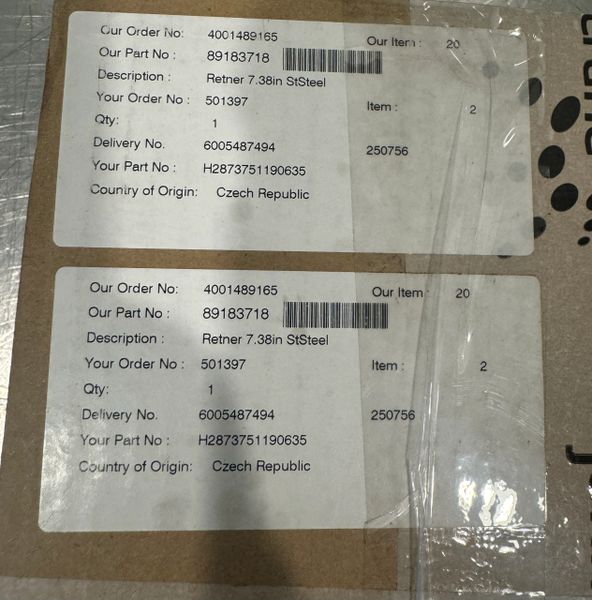 Our Order No: 4001489165 Our Item : 20
Our Part No : 89183718
Description : Retner 7.38in StSteel
Your Order No : 501397 Item : 2
Qty: 1
Delivery No. 6005487494 250756
Your Part No : H2873751190635
Country of Origin: Czech Republic
Our Order No: 4001489165 Our Item : 20
Our Part No : 89183718
Description : Retner 7.38in StSteel
Your Order No : 501397 Item : 2
Qty: 1
Delivery No. 6005487494 250756
Your Part No : H2873751190635
Country of Origin: Czech Republic